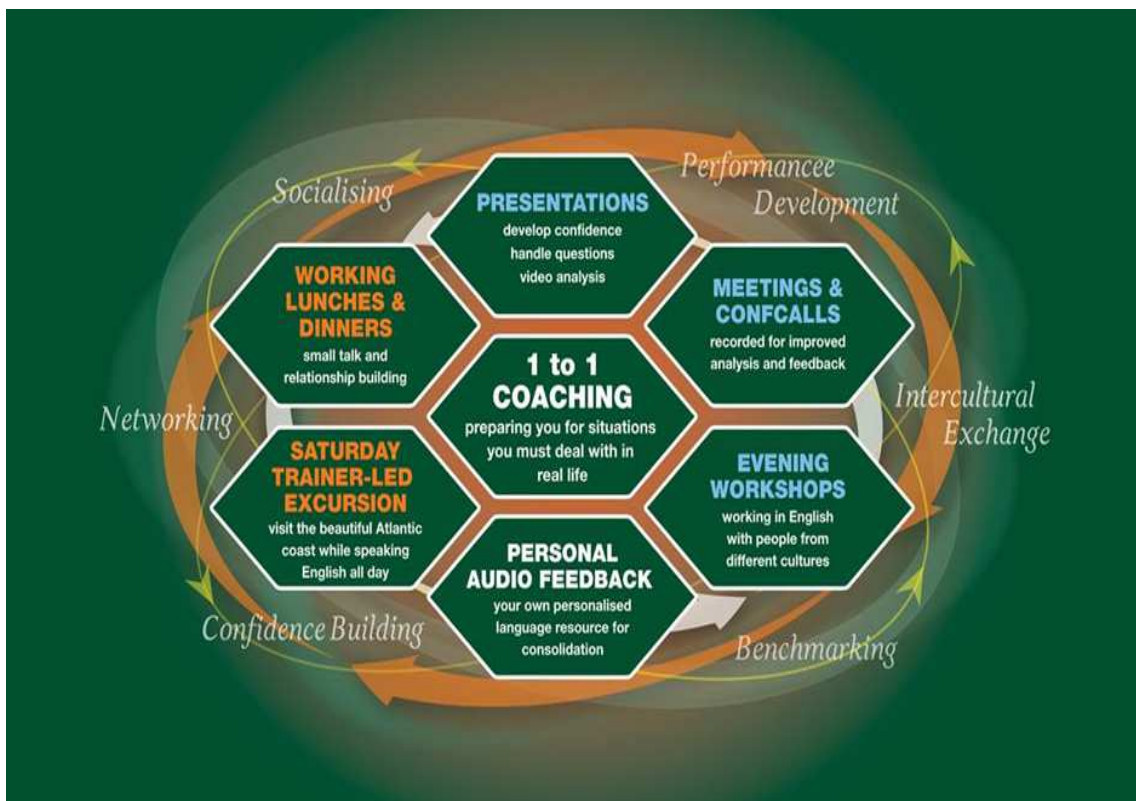 Socialising
Performancee
Development
PRESENTATIONS
develop confidence
handle questions
video analysis
WORKING
LUNCHES &
DINNERS
small talk and
relationship building
MEETINGS &
CONFCALLS
recorded for improved
analysis and feedback
1 to 1
COACHING
preparing you for situations
you must deal with in
real life
Networking
Intercultural
Exchange
SATURDAY
TRAINER-LED
EXCURSION
visit the beautiful Atlantic
coast while speaking
English all day
EVENING
WORKSHOPS
working in English
with people from
different cultures
PERSONAL
AUDIO FEEDBACK
your own personalised
language resource for
consolidation
Confidence Building
Benchmarking